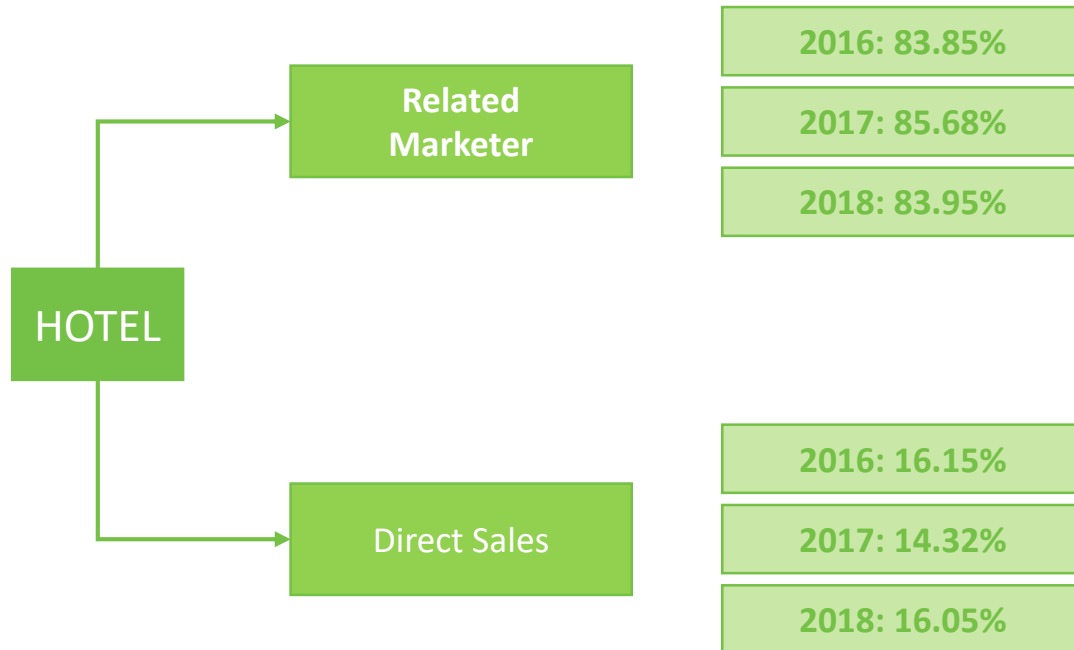 2016: 83.85%
Related
Marketer
2017: 85.68%
2018: 83.95%
HOTEL
2016: 16.15%
Direct Sales
2017: 14.32%
2018: 16.05%